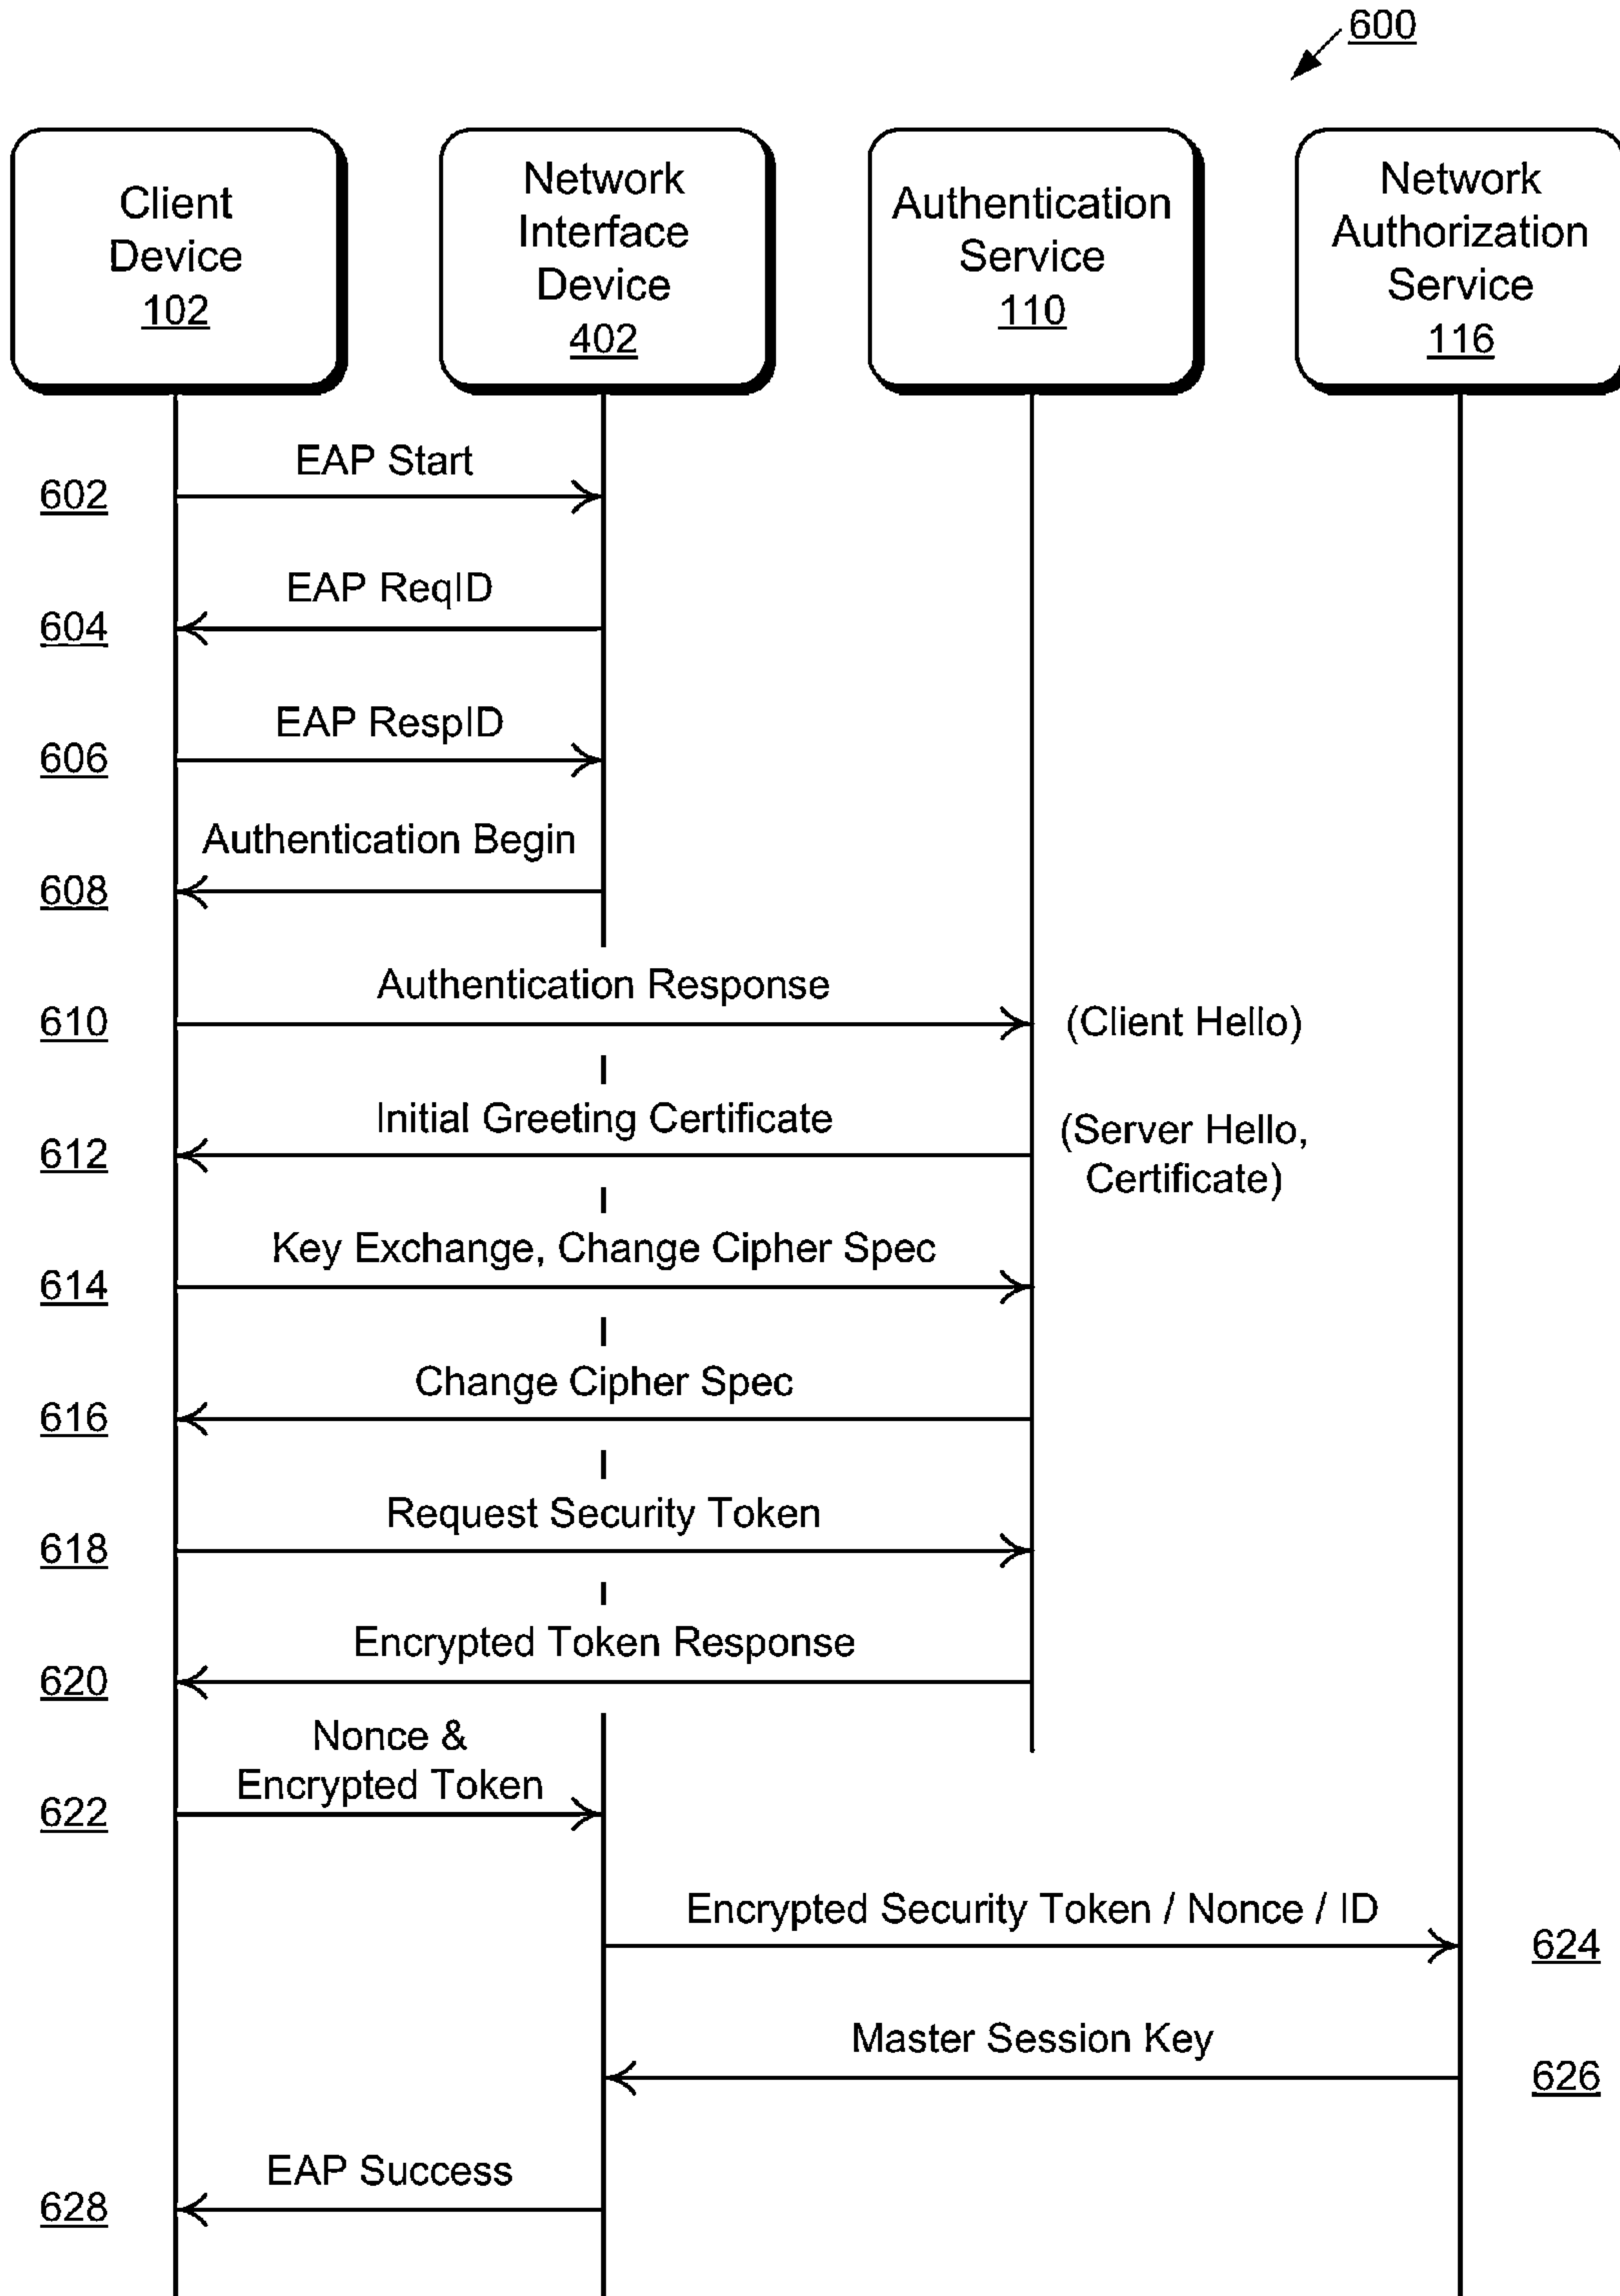 600
Client
Device
102
Network
Interface
Device
402
Authentication
Service
110
Network
Authorization
Service
116
EAP Start
602
EAP ReqID
604
EAP RespID
606
Authentication Begin
608
Authentication Response
610
(Client Hello)
Initial Greeting Certificate
612
(Server Hello,
Certificate)
Key Exchange, Change Cipher Spec
614
Change Cipher Spec
616
Request Security Token
618
Encrypted Token Response
620
Nonce &
Encrypted Token
622
Encrypted Security Token / Nonce / ID
624
Master Session Key
626
EAP Success
628